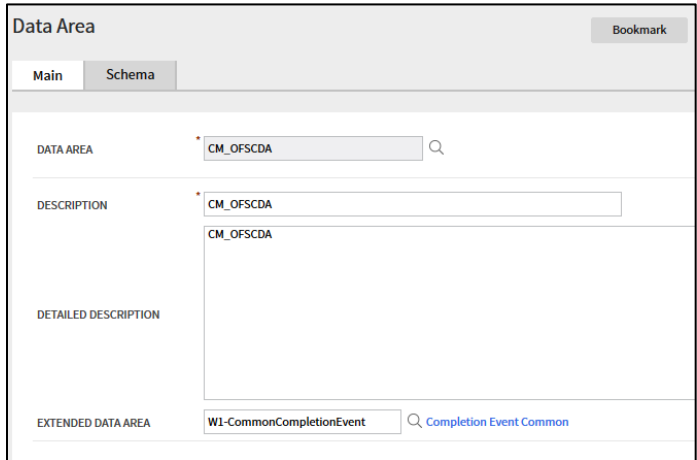 Data Area
Bookmark
Main Schema
DATA AREA * CM_OFSCDA
DESCRIPTION * CM_OFSCDA
CM_OFSCDA
DETAILED DESCRIPTION
EXTENDED DATA AREA W1-CommonCompletionEvent Completion Event Common